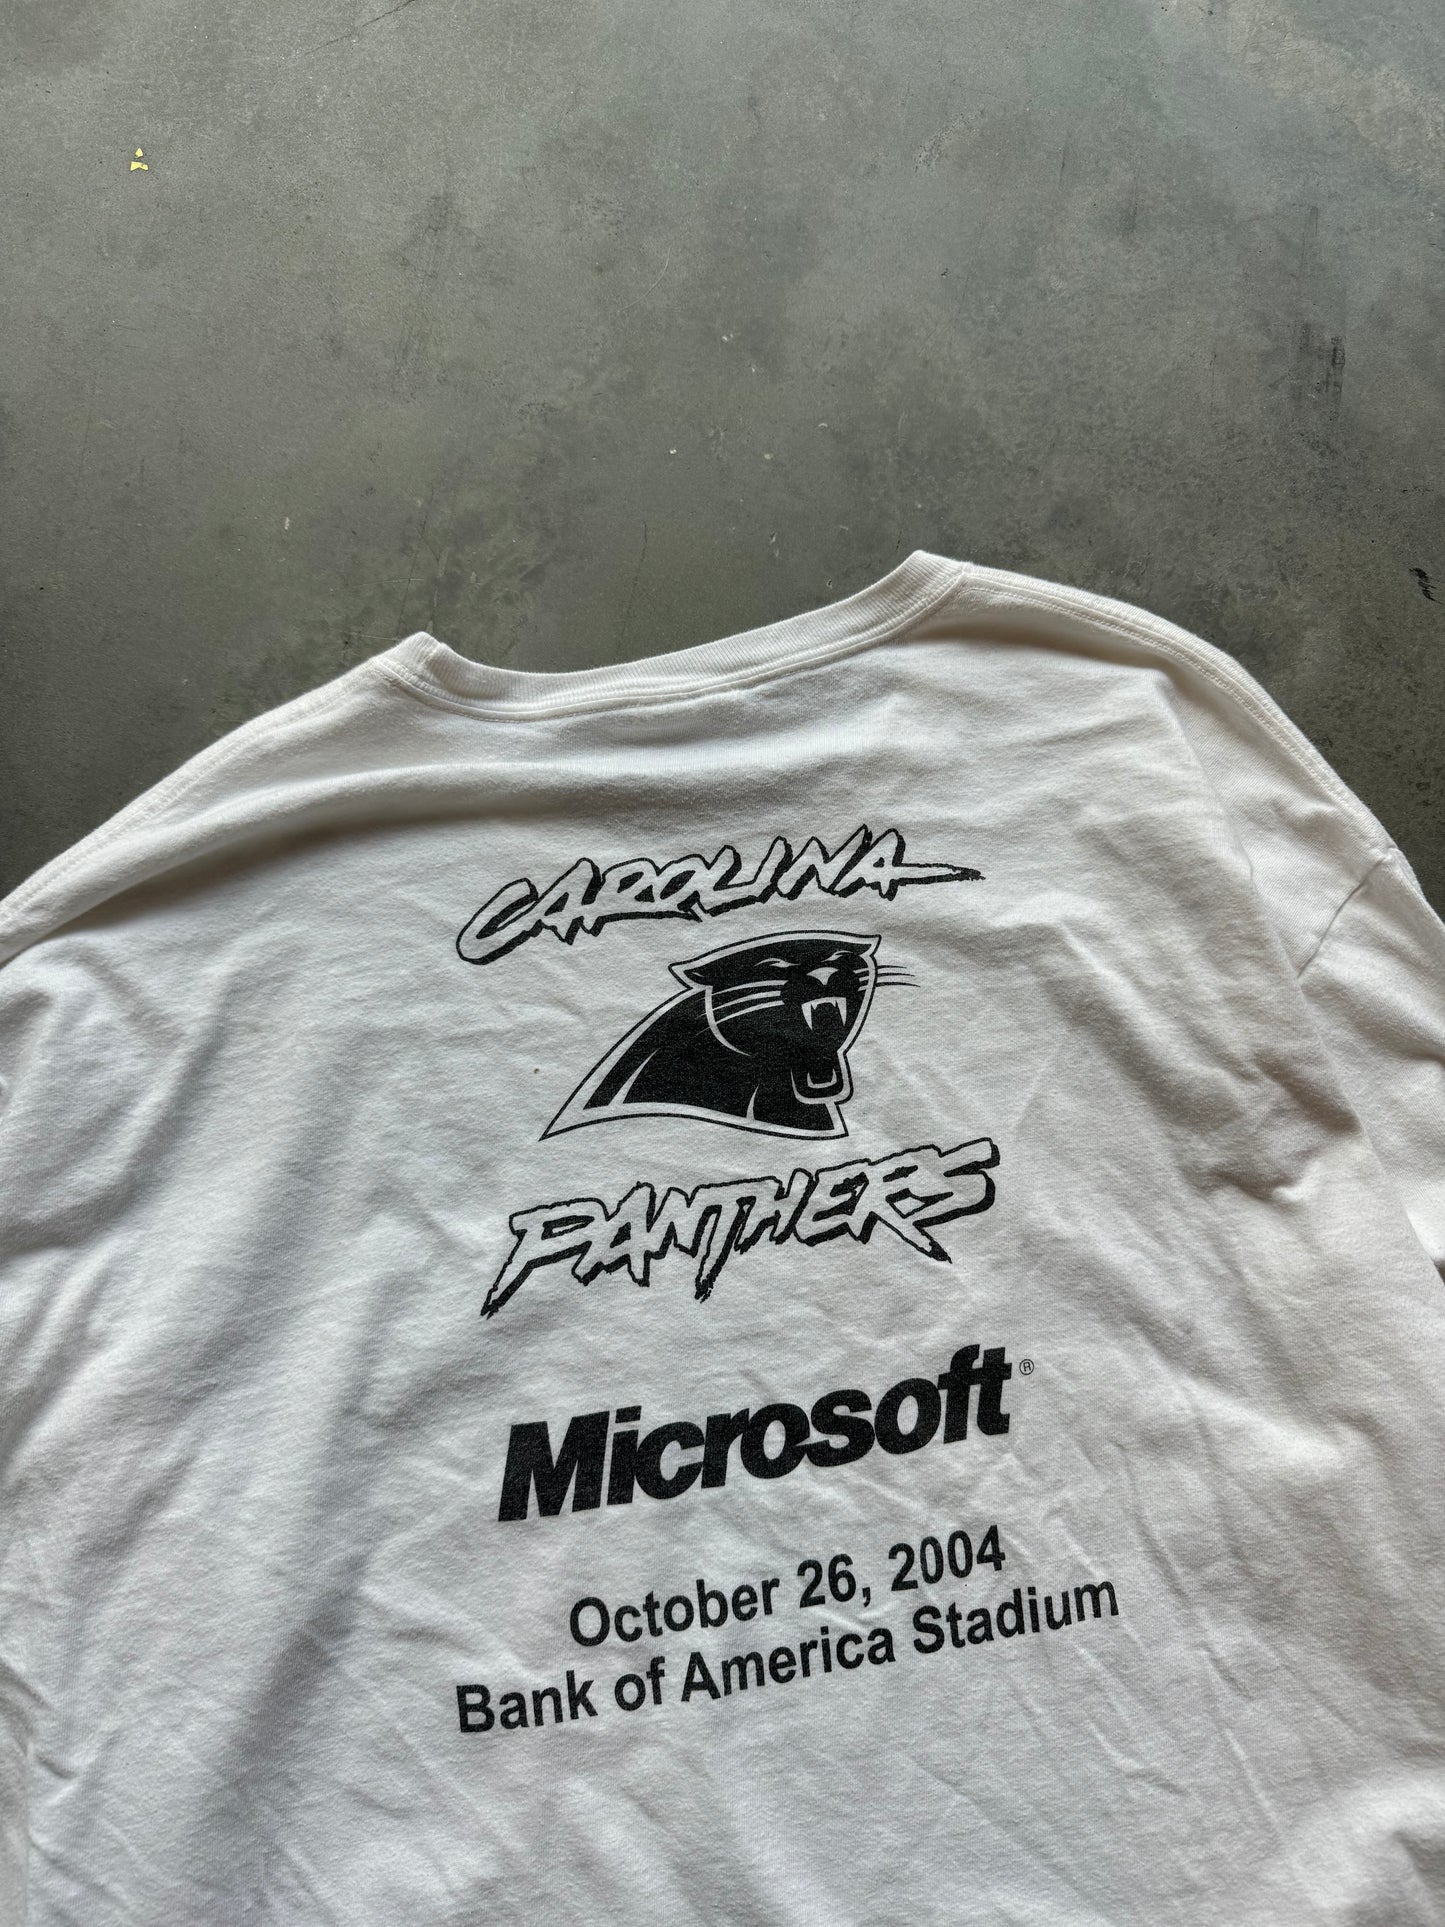 CAROLINA
PANTHERS
Microsoft®
October 26, 2004
Bank of America Stadium